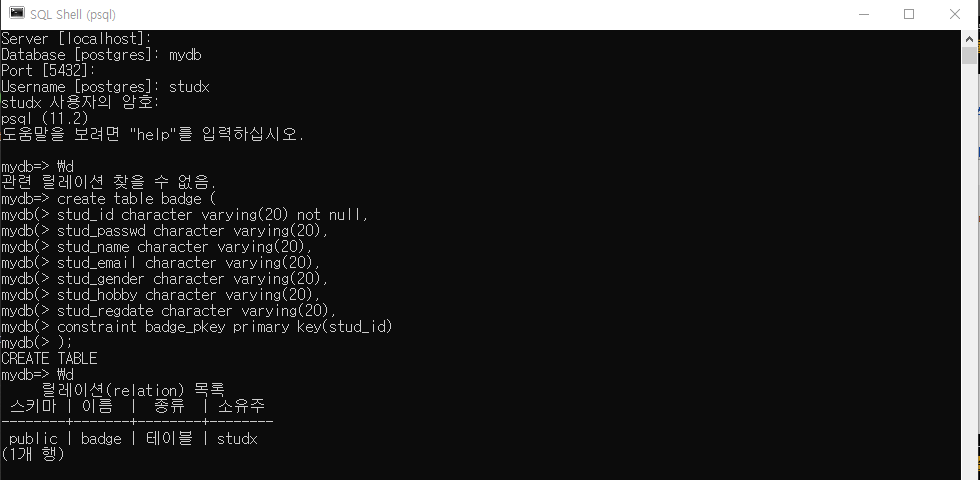 SQL Shell (psql)
Server [localhost]:
Database [postgres]: mydb
Port [5432]:
Username [postgres]: studx
studx 사용자의 암호:
psql (11.2)
도움말을 보려면 "help"를 입력하십시오.
mydb=> ₩d
관련 릴레이션 찾을 수 없음.
mydb=> create table badge (
mydb(> stud_id character varying(20) not null,
mydb(> stud_passwd character varying(20),
mydb(> stud_name character varying(20),
mydb(> stud_email character varying(20),
mydb(> stud_gender character varying(20),
mydb(> stud_hobby character varying(20),
mydb(> stud_regdate character varying(20),
mydb(> constraint badge_pkey primary key(stud_id)
mydb(> );
CREATE TABLE
mydb=> ₩d
릴레이션(relation) 목록
스키마 | 이름 | 종류 | 소유주
--------+-------+--------+--------
public | badge | 테이블 | studx
(1개 행)